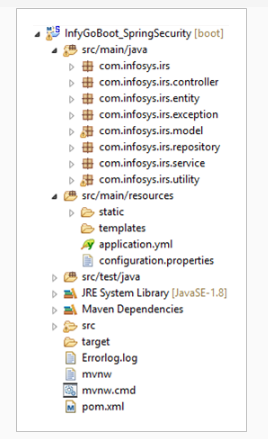 InfyGoBoot_SpringSecurity [boot]
src/main/java
com.infosys.irs
com.infosys.irs.controller
com.infosys.irs.entity
com.infosys.irs.exception
com.infosys.irs.model
com.infosys.irs.repository
com.infosys.irs.service
com.infosys.irs.utility
src/main/resources
static
templates
application.yml
configuration.properties
src/test/java
JRE System Library [JavaSE-1.8]
Maven Dependencies
src
target
Errorlog.log
mvnw
mvnw.cmd
pom.xml